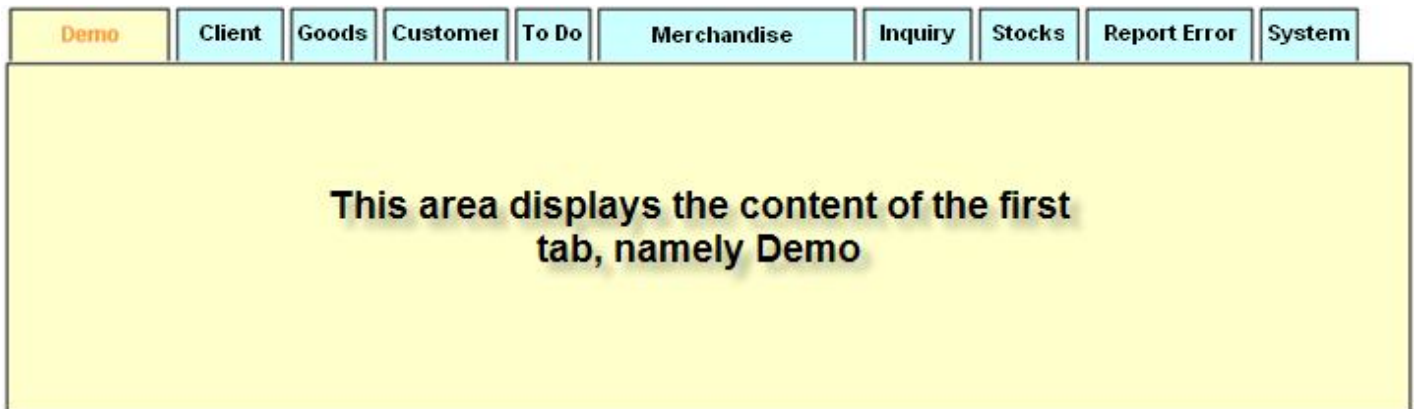 Demo Client Goods Customer To Do Merchandise Inquiry Stocks Report Error System
This area displays the content of the first
tab, namely Demo